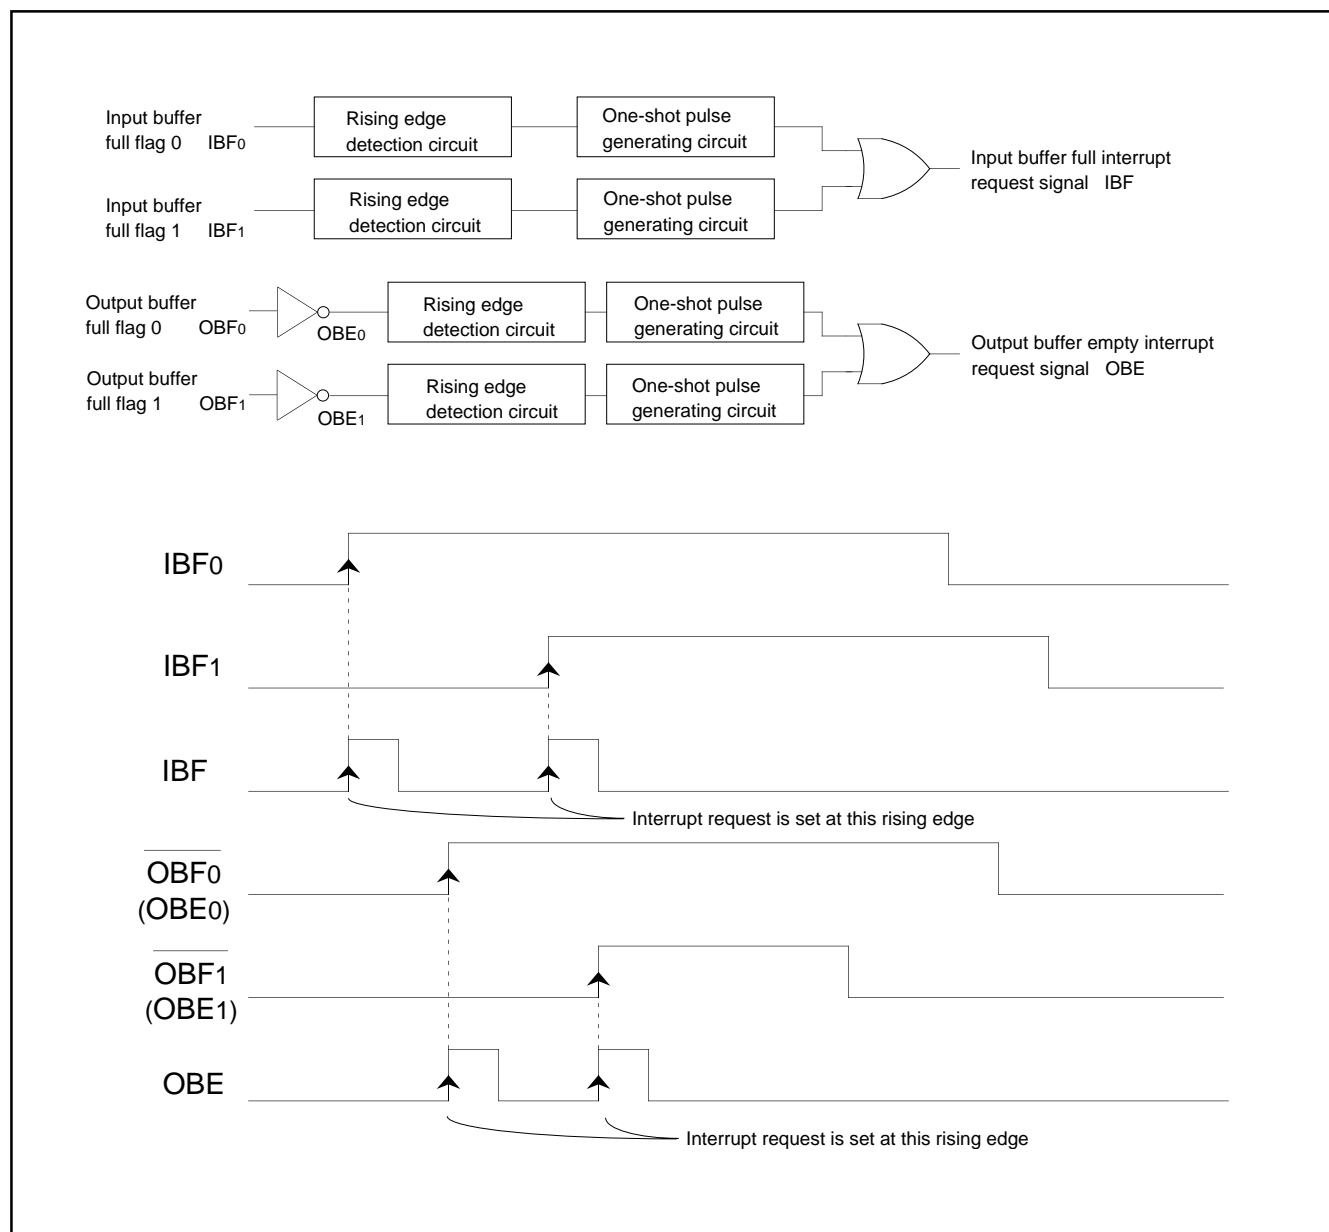 Input buffer
full flag 0 IBF0
Rising edge
detection circuit
One-shot pulse
generating circuit
Input buffer full interrupt
request signal IBF
Input buffer
full flag 1 IBF1
Rising edge
detection circuit
One-shot pulse
generating circuit
Output buffer
full flag 0 OBF0
OBE0
Rising edge
detection circuit
One-shot pulse
generating circuit
Output buffer empty interrupt
request signal OBE
Output buffer
full flag 1 OBF1
OBE1
Rising edge
detection circuit
One-shot pulse
generating circuit
IBF0
IBF1
IBF
Interrupt request is set at this rising edge
OBF0
(OBE0)
OBF1
(OBE1)
OBE
Interrupt request is set at this rising edge